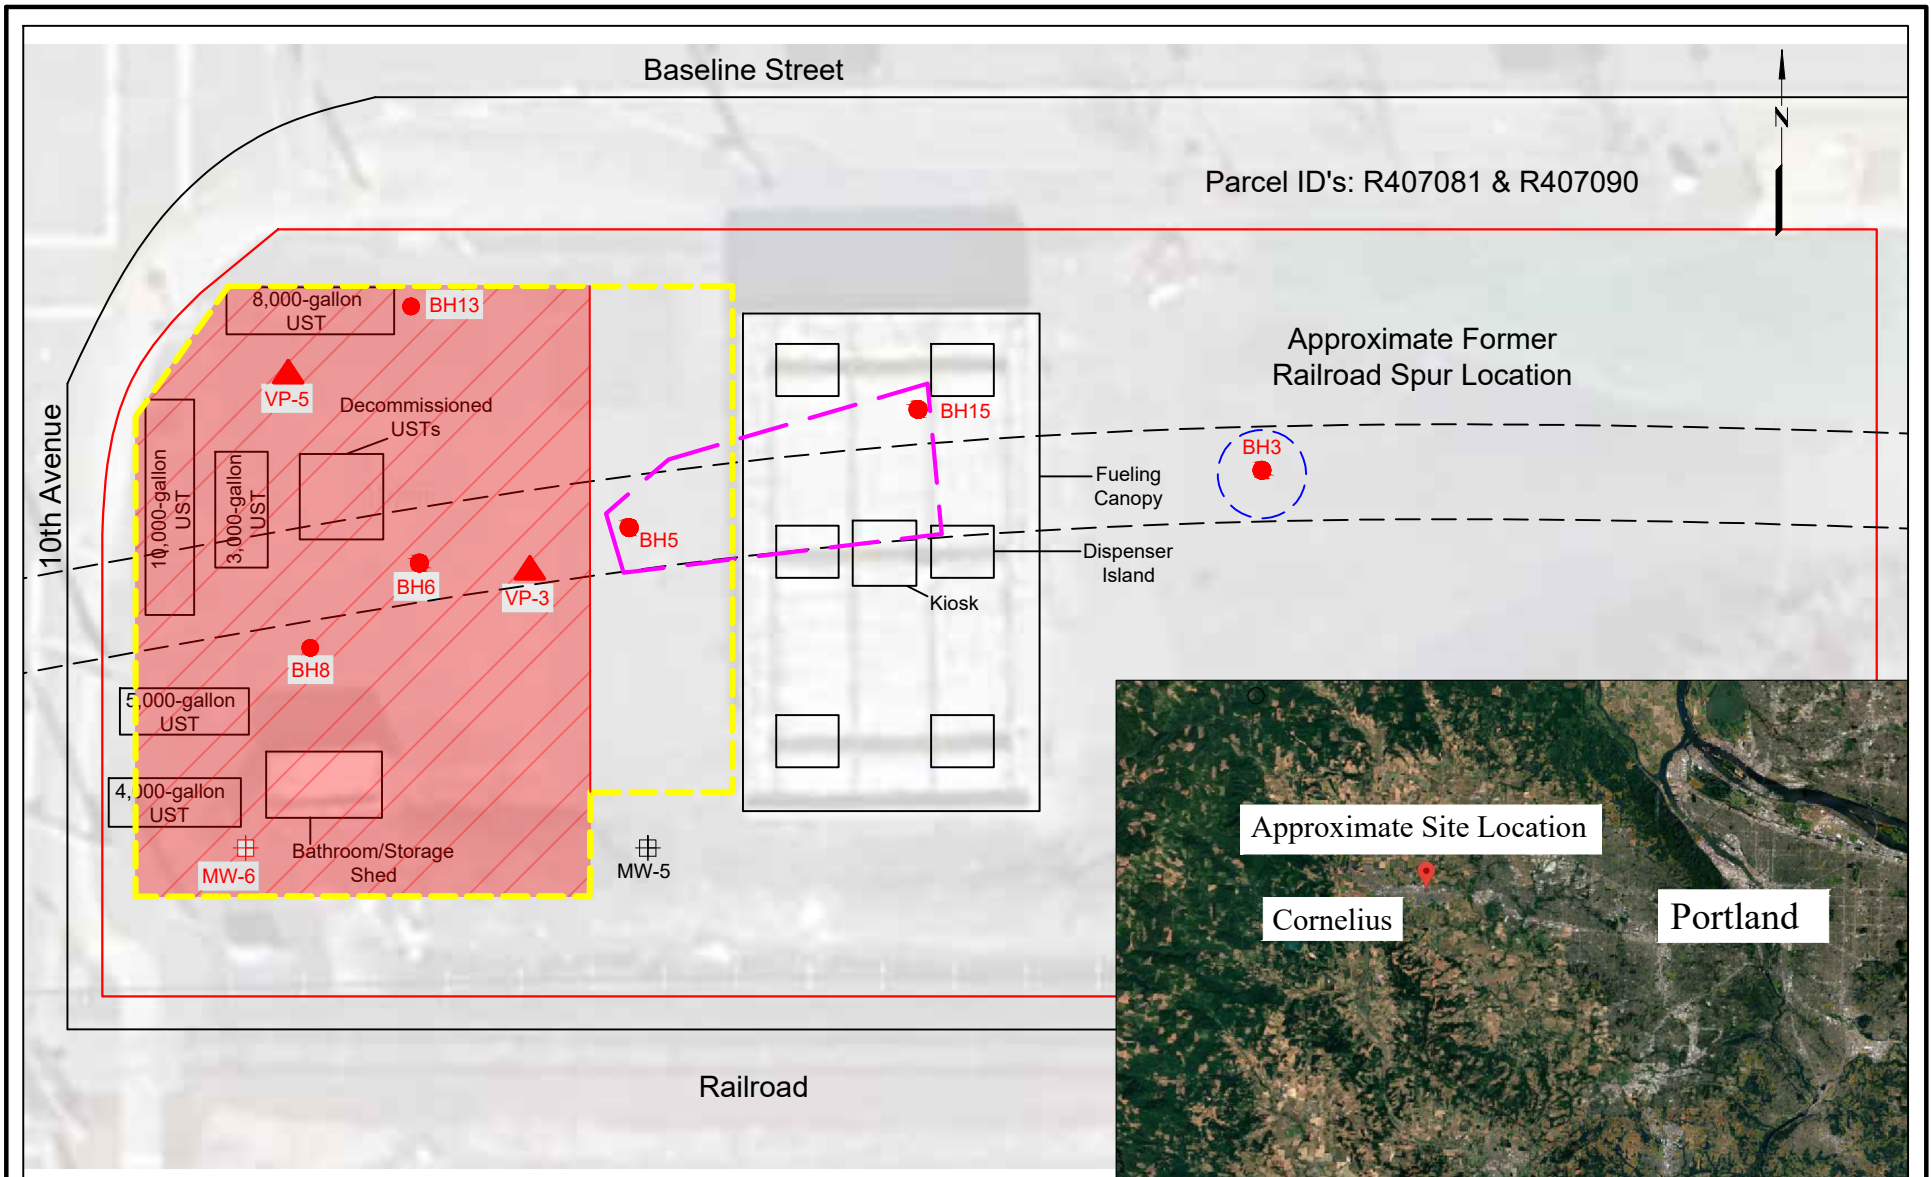 Baseline Street
N
Parcel ID's: R407081 & R407090
8,000-gallon
UST
BH13
VP-5
Decommissioned
USTs
10th Avenue
10,000-gallon
UST
3,000-gallon
UST
BH6
VP-3
BH8
BH5
BH15
Approximate Former
Railroad Spur Location
BH3
Fueling
Canopy
Dispenser
Island
Kiosk
5,000-gallon
UST
4,000-gallon
UST
MW-6
Bathroom/Storage
Shed
MW-5
Approximate Site Location
Cornelius
Portland
Railroad